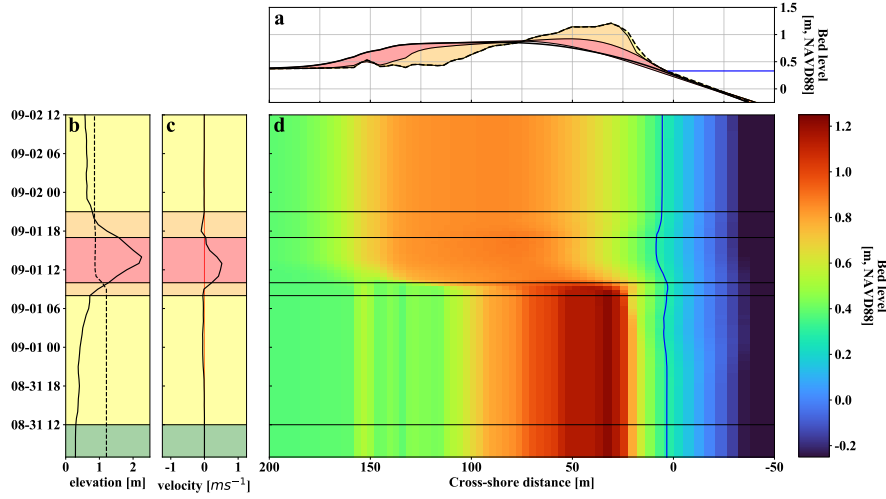 a
1.5
1.0
0.5
0
Bed level
[m, NAVD88]
b
c
d
09-02 12
09-02 06
09-02 00
09-01 18
09-01 12
09-01 06
09-01 00
08-31 18
08-31 12
0 1 2
elevation [m]
-1 0 1
velocity [ms⁻¹]
200 150 100 50 0 -50
Cross-shore distance [m]
1.2
1.0
0.8
0.6
0.4
0.2
0.0
-0.2
Bed level
[m, NAVD88]